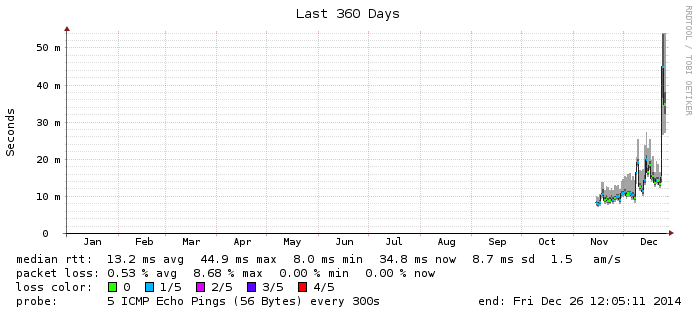 Last 360 Days
RRDTOOL / TOBI OETIKER
Seconds
50 m
40 m
30 m
20 m
10 m
0
Jan Feb Mar Apr May Jun Jul Aug Sep Oct Nov Dec
median rtt: 13.2 ms avg 44.9 ms max 8.0 ms min 34.8 ms now 8.7 ms sd 1.5 am/s
packet loss: 0.53 % avg 8.68 % max 0.00 % min 0.00 % now
loss color: 0 1/5 2/5 3/5 4/5
probe: 5 ICMP Echo Pings (56 Bytes) every 300s end: Fri Dec 26 12:05:11 2014